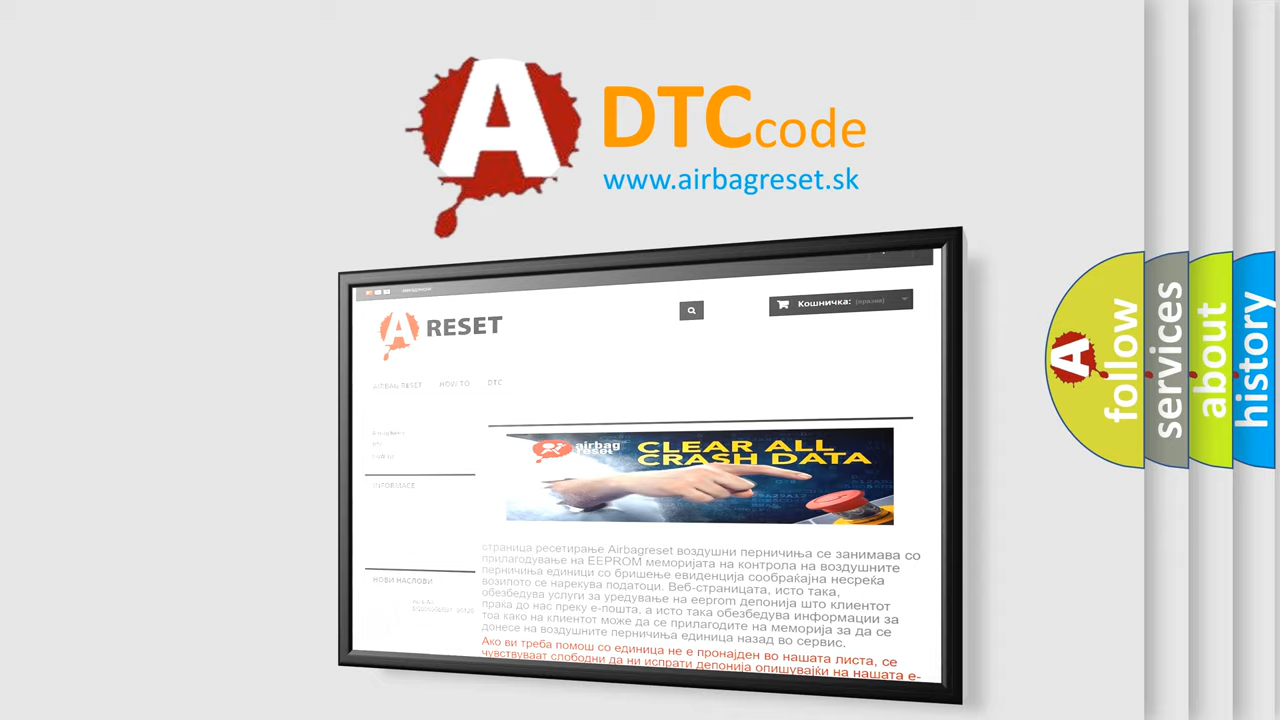 A
DTCcode
www.airbagreset.sk
Кошничка: (празна)
A RESET
AIRBAG RESET HOW TO DTC
INFORMACE
airbag
reset
CLEAR ALL
CRASH DATA
страница ресетирање Airbagreset воздушни перничиња се занимава со
прилагодување на EEPROM меморијата на контрола на воздушните
перничиња единици со бришење евиденција сообраќајна несреќа
возилото се нарекува податоци. Веб-страницата, исто така,
обезбедува услуги за уредување на eeprom депонија што клиентот
праќа до нас преку е-пошта, а исто така обезбедува информации за
тоа како на клиентот може да се прилагодите на меморија за да се
донесе на воздушните перничиња единица назад во сервис.
Ако ви треба помош со единица не е пронајден во нашата листа, се
чувствуваат слободни да ни испрати депонија опишувајќи на нашата е-
НОВИ НАСЛОВИ
A
follow
services
about
history